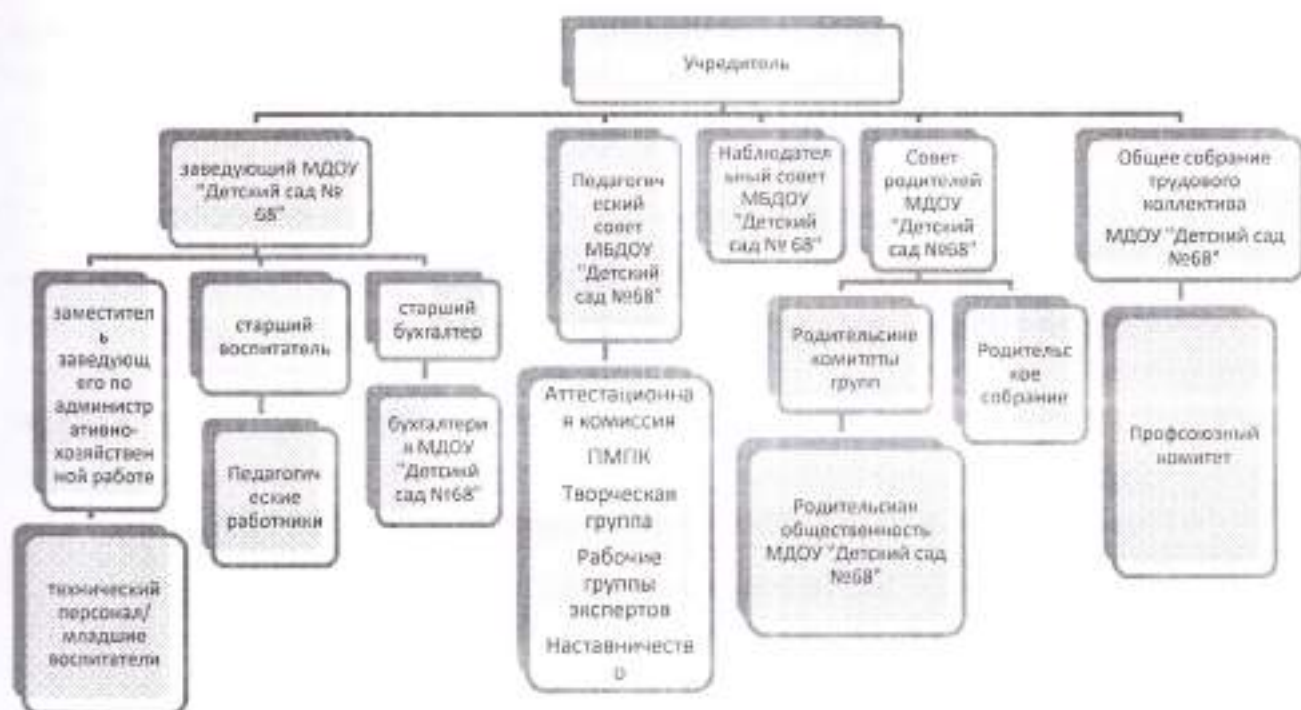 Учредитель
заведующий МДОУ
"Детский сад №
68"
Педагогич
еский
совет
МБДОУ
"Детский
сад №68"
Наблюдател
ьный совет
МБДОУ
"Детский
сад № 68"
Совет
родителей
МДОУ
"Детский
сад №68"
Общее собрание
трудового
коллектива
МДОУ "Детский сад
№68"
заместител
ь
заведующ
его по
администр
ативно-
хозяйствен
ной работе
старший
воспитатель
старший
бухгалтер
Родительские
комитеты
групп
Родительс
кое
собрание
Профсоюзный
комитет
Педагогич
еские
работники
бухгалтери
я МДОУ
"Детский
сад №68"
Аттестационна
я комиссия
ПМПК
Творческая
группа
Рабочие
группы
экспертов
Наставничеств
о
Родительская
общественность
МДОУ "Детский сад
№68"
технический
персонал/
младшие
воспитатели